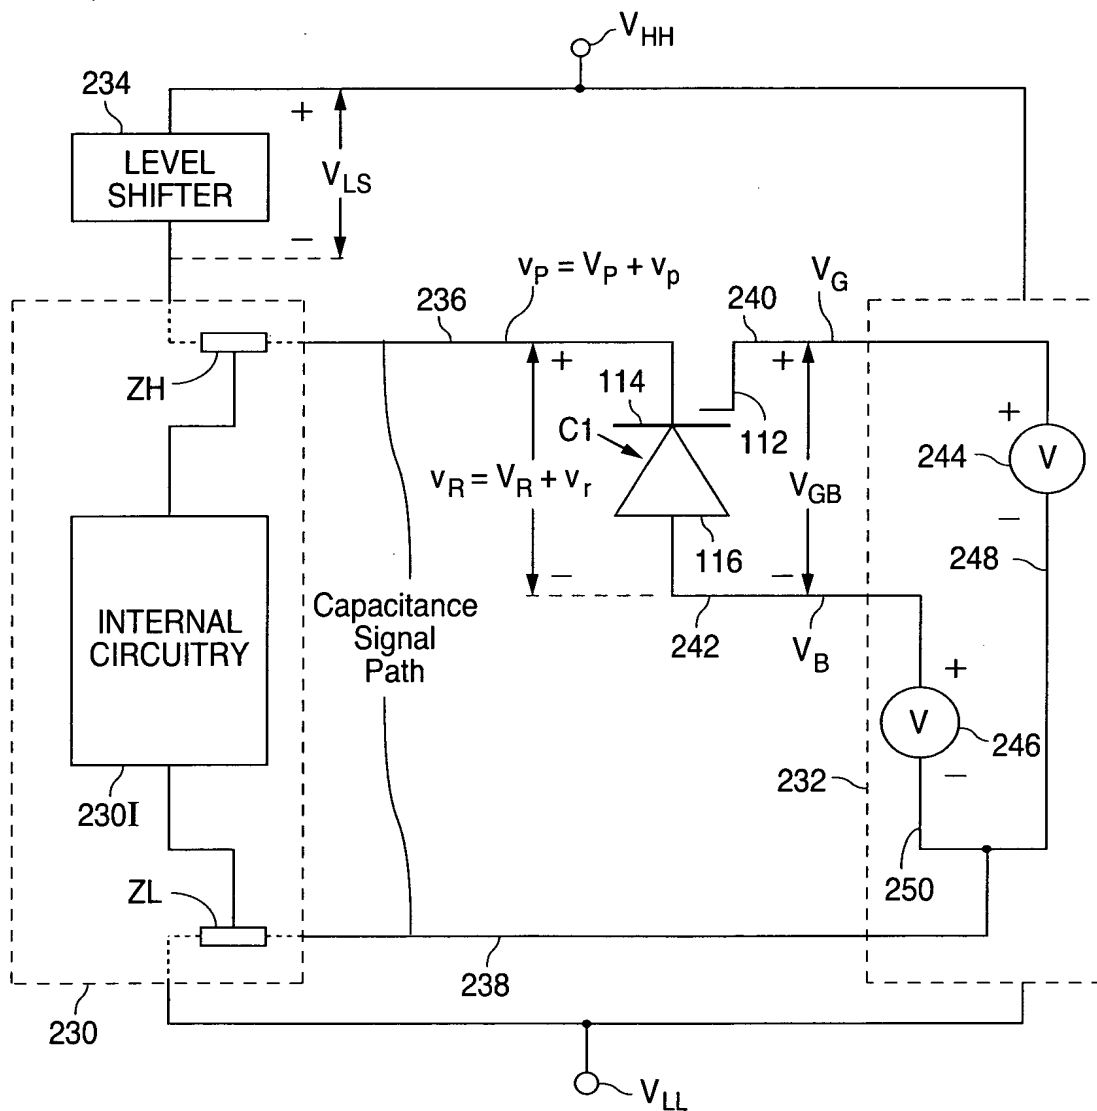 V_HH
234
LEVEL
SHIFTER
+
V_LS
−
v_P = V_P + v_p
236
240
V_G
ZH
+
114
C1
112
+
v_R = V_R + v_r
V_GB
+
244
V
−
248
−
116
−
INTERNAL
CIRCUITRY
Capacitance
Signal
Path
242
V_B
+
V
246
−
232
230I
250
ZL
238
230
V_LL